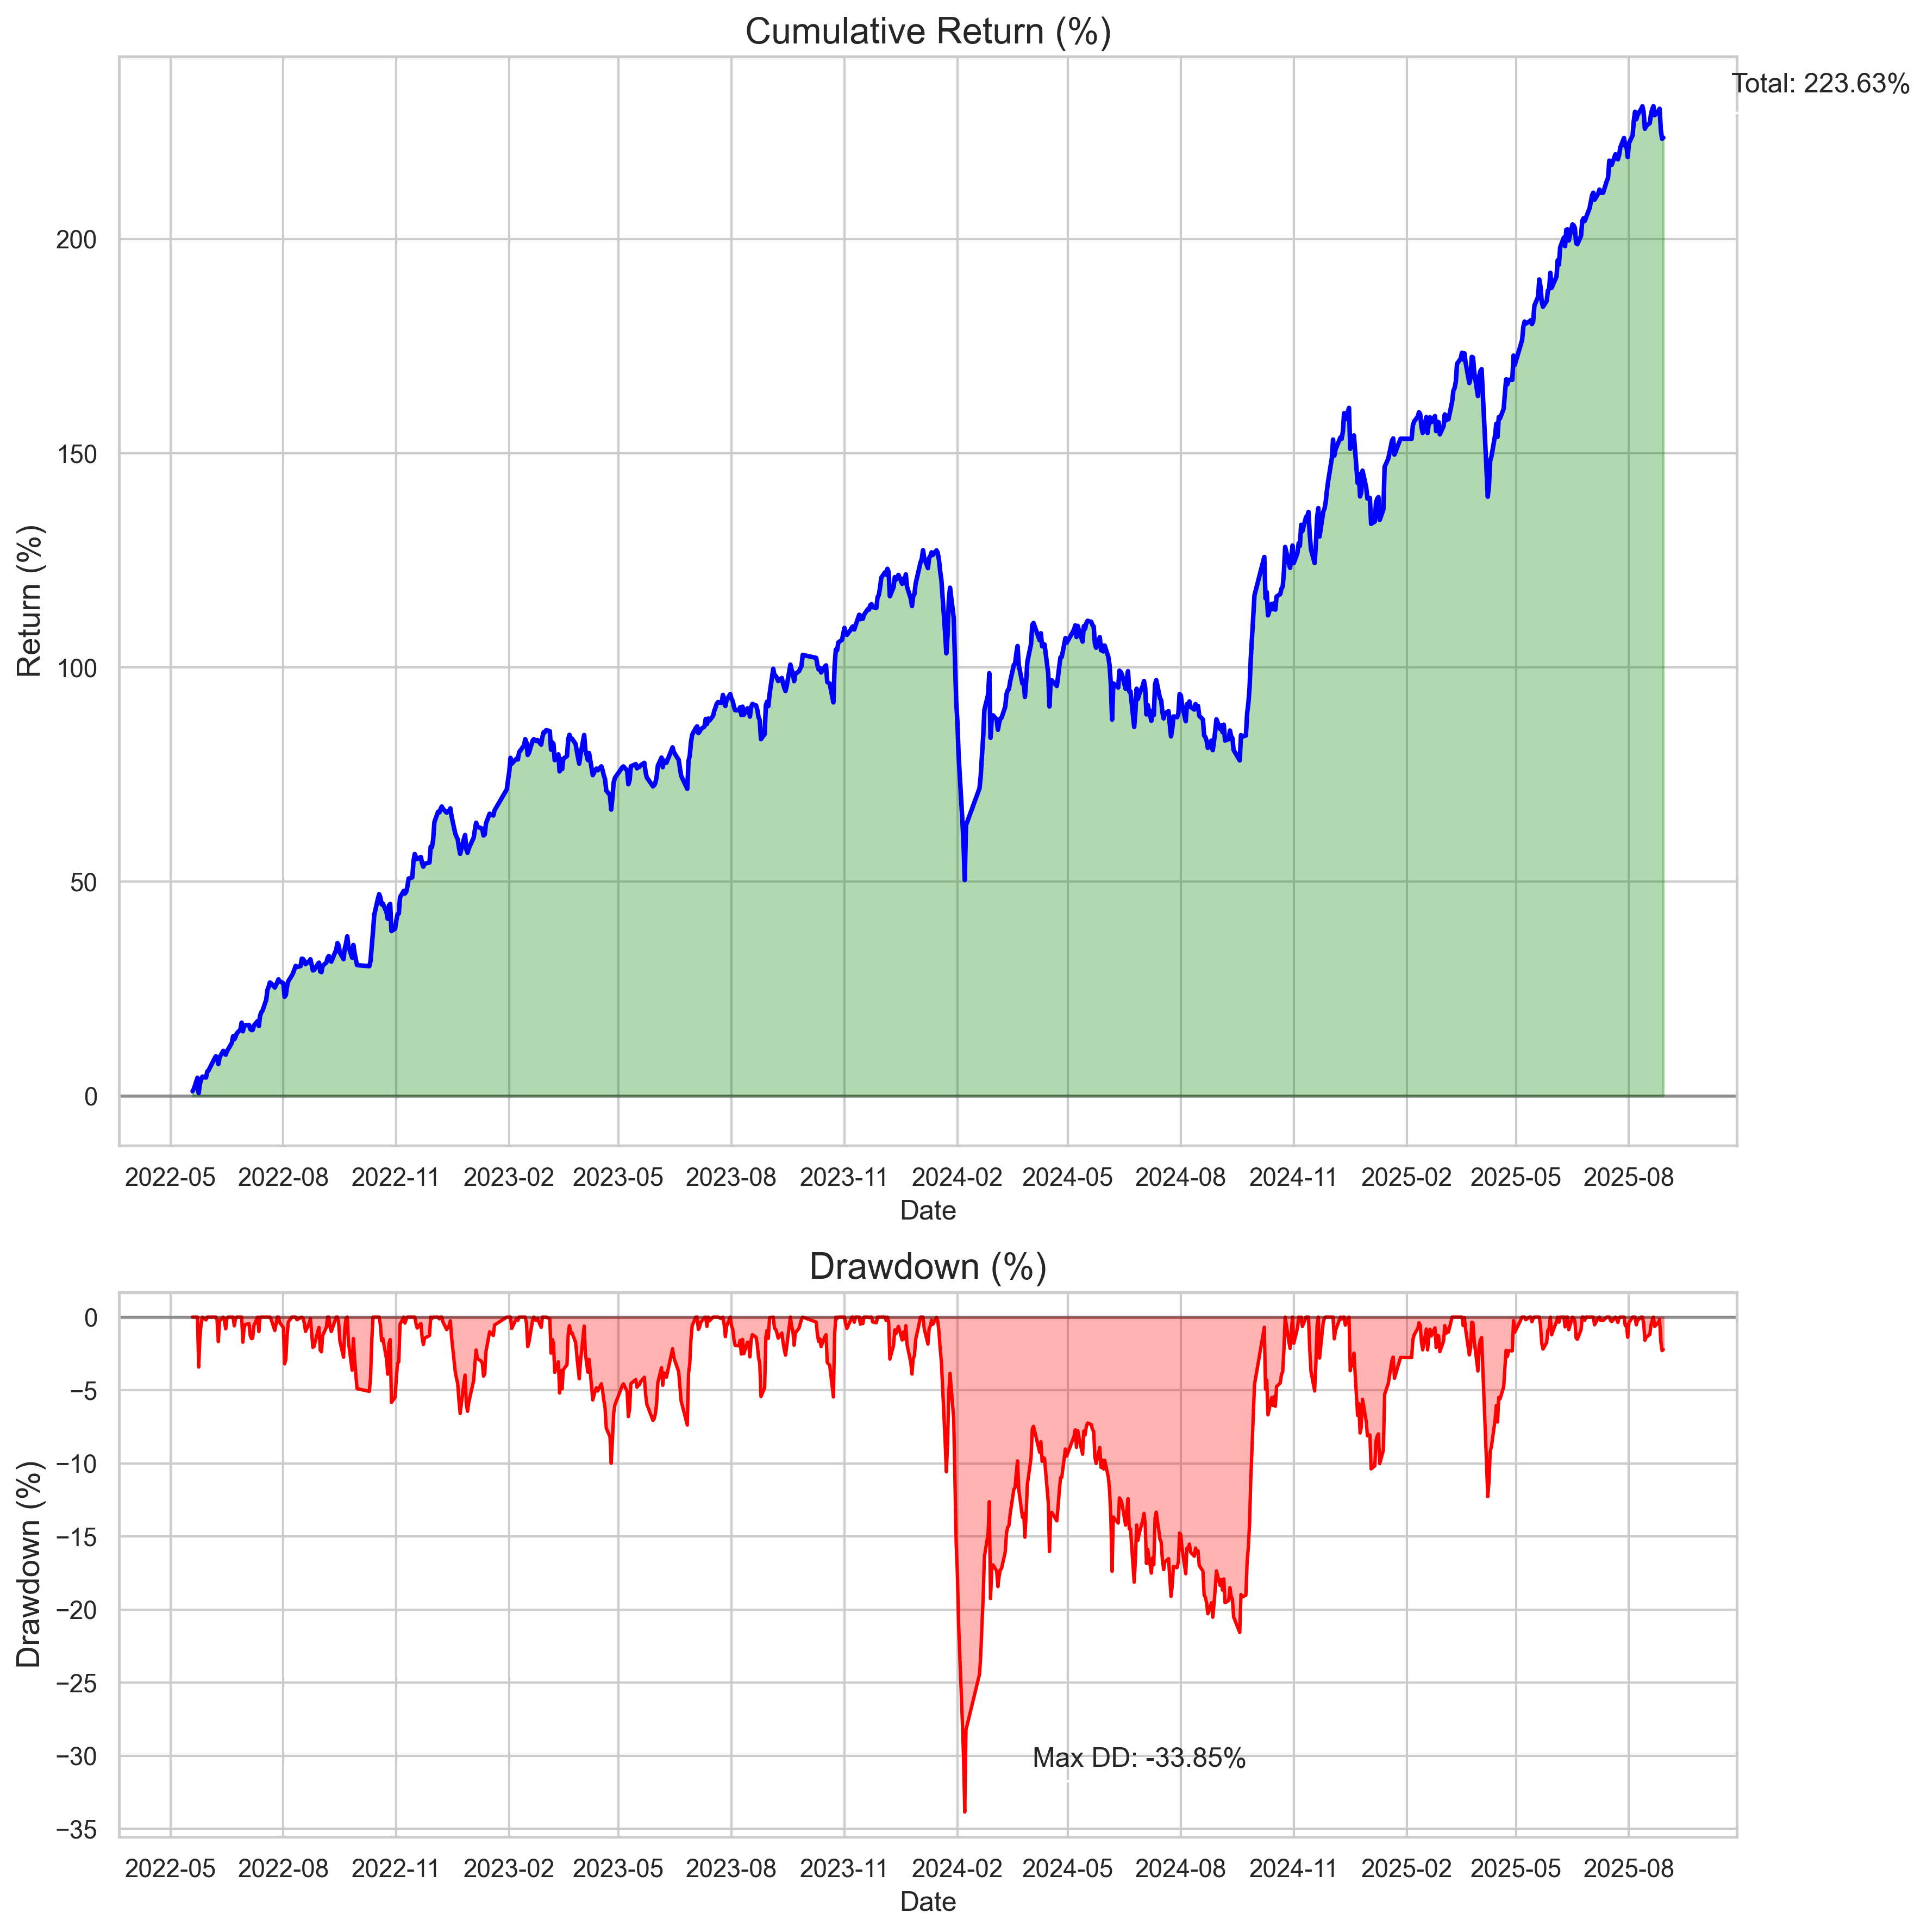 Cumulative Return (%)
Total: 223.63%
Return (%)
200
150
100
50
0
2022-05 2022-08 2022-11 2023-02 2023-05 2023-08 2023-11 2024-02 2024-05 2024-08 2024-11 2025-02 2025-05 2025-08
Date
Drawdown (%)
Drawdown (%)
0
−5
−10
−15
−20
−25
−30
−35
Max DD: -33.85%
2022-05 2022-08 2022-11 2023-02 2023-05 2023-08 2023-11 2024-02 2024-05 2024-08 2024-11 2025-02 2025-05 2025-08
Date